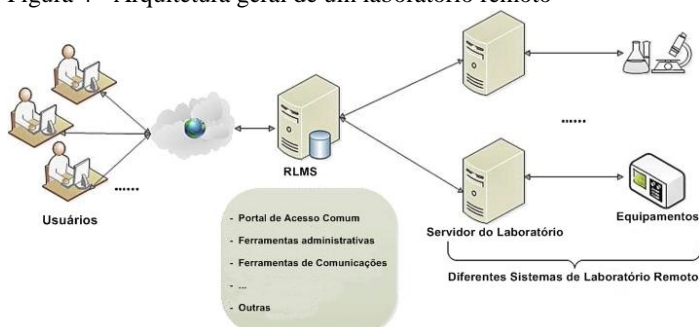 Figura 4 - Arquitetura geral de um laboratório remoto
......
......
Usuários
RLMS
- Portal de Acesso Comum
- Ferramentas administrativas
- Ferramentas de Comunicações
- ...
- Outras
Servidor do Laboratório
Equipamentos
Diferentes Sistemas de Laboratório Remoto